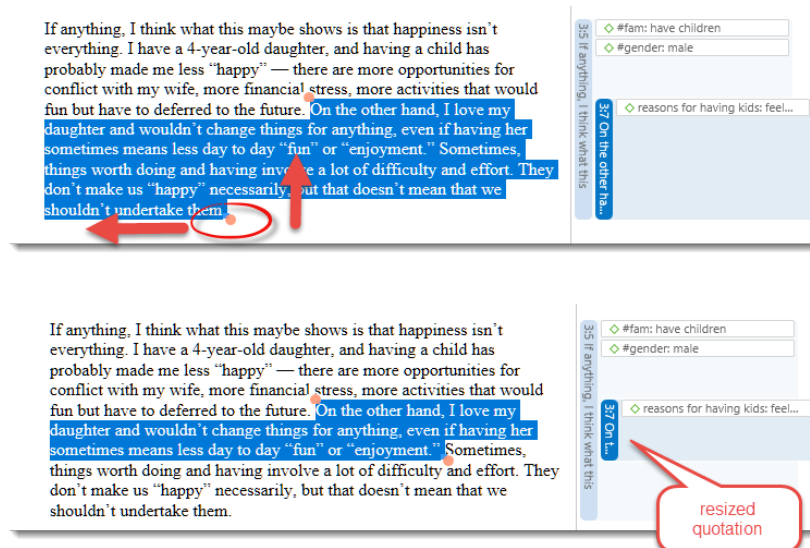 If anything, I think what this maybe shows is that happiness isn't
everything. I have a 4-year-old daughter, and having a child has
probably made me less “happy” — there are more opportunities for
conflict with my wife, more financial stress, more activities that would
fun but have to deferred to the future. On the other hand, I love my
daughter and wouldn't change things for anything, even if having her
sometimes means less day to day “fun” or “enjoyment.” Sometimes,
things worth doing and having involve a lot of difficulty and effort. They
don't make us “happy” necessarily, but that doesn't mean that we
shouldn't undertake them.
3:5 If anything, I think what this
#fam: have children
#gender: male
3:7 On the other ha...
reasons for having kids: feel...
If anything, I think what this maybe shows is that happiness isn't
everything. I have a 4-year-old daughter, and having a child has
probably made me less “happy” — there are more opportunities for
conflict with my wife, more financial stress, more activities that would
fun but have to deferred to the future. On the other hand, I love my
daughter and wouldn't change things for anything, even if having her
sometimes means less day to day “fun” or “enjoyment.” Sometimes,
things worth doing and having involve a lot of difficulty and effort. They
don't make us “happy” necessarily, but that doesn't mean that we
shouldn't undertake them.
3:5 If anything, I think what this
#fam: have children
#gender: male
3:7 On t...
reasons for having kids: feel...
resized
quotation